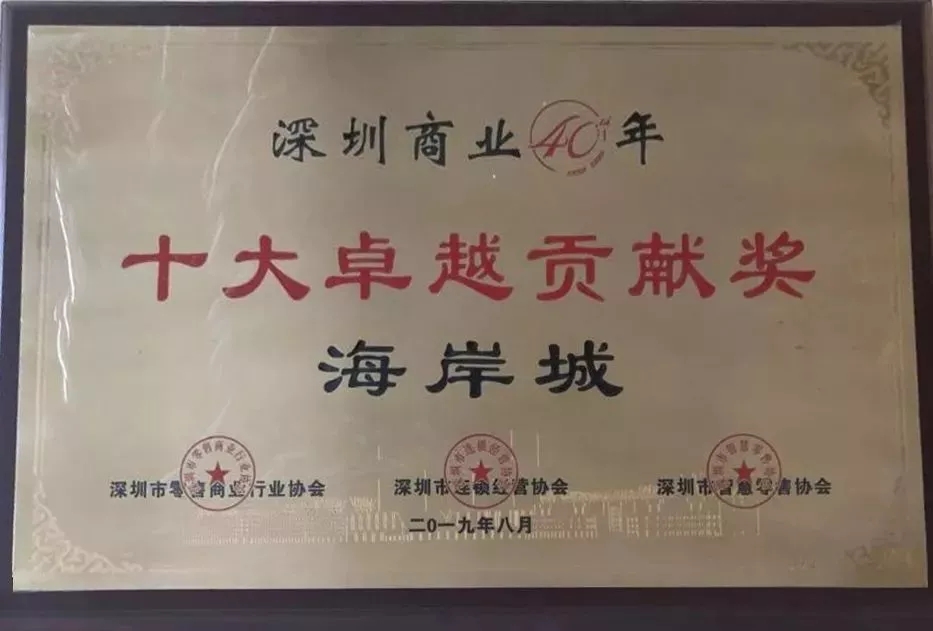 深圳商业40年
十大卓越贡献奖
海岸城
深圳市零售商业行业协会 深圳市连锁经营协会 深圳市智慧零售协会
二0一九年八月